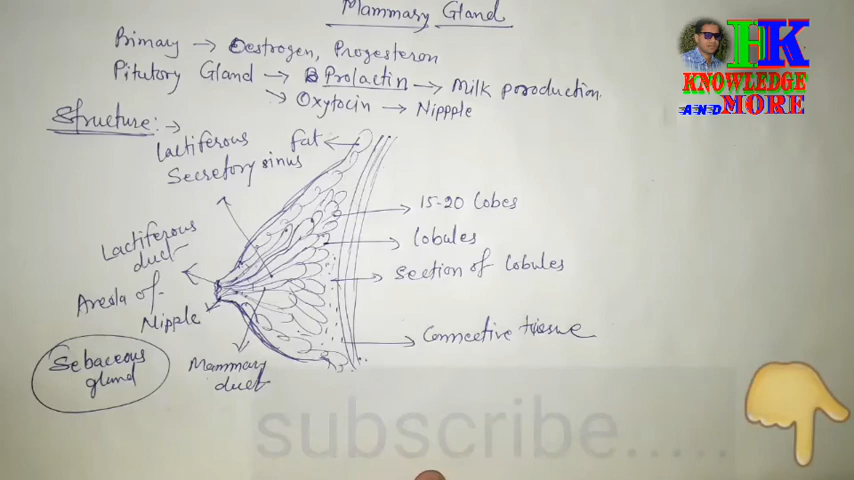 Mammary Gland
Primary → Oestrogen, Progesteron
Pitutory Gland → Prolactin → Milk poroduction.
→ Oxytocin → Nippple
Structure:→
Lactiferous
Secretory sinus
fat
15-20 Lobes
lobules
Section of Lobules
Connective tissue
Lactiferous
duct
Areola of
Nipple
Mammary
duct
Sebaceous
gland
HK
KNOWLEDGE
AND MORE
subscribe.....